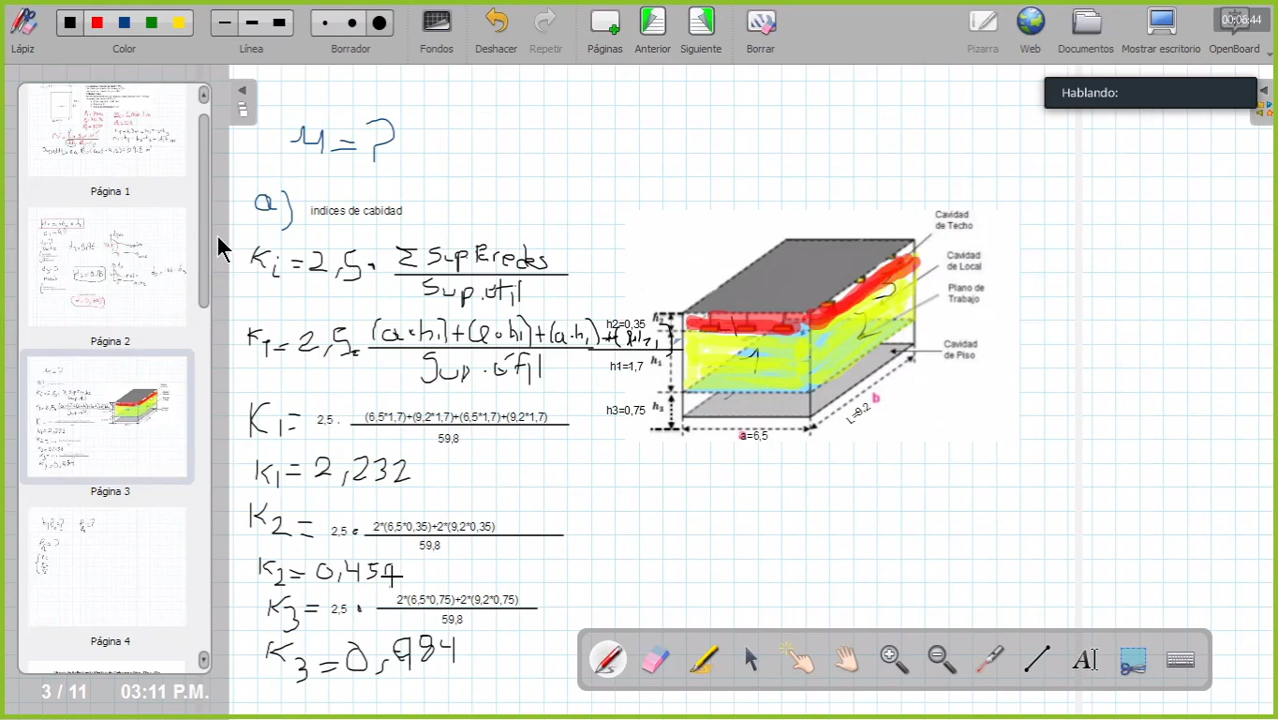 Lápiz
Color
Línea
Borrador
Fondos
Deshacer
Repetir
Páginas
Anterior
Siguiente
Borrar
Pizarra
Web
Documentos
Mostrar escritorio
OpenBoard
00:06:44
Hablando:
Página 1
Página 2
Página 3
Página 4
3 / 11
03:11 P.M.
μ = ?
a) indices de cabidad
Ki = 2,5. Σ Sup Paredes
Sup. útil
K1 = 2,5. (a·h1)+(l·h1)+(a·h1)+(l·h1)
Sup. útil
K1 = 2,5 · (6,5*1,7)+(9,2*1,7)+(6,5*1,7)+(9,2*1,7)
59,8
K1 = 2,232
K2 = 2,5 · 2*(6,5*0,35)+2*(9,2*0,35)
59,8
K2 = 0,459
K3 = 2,5 · 2*(6,5*0,75)+2*(9,2*0,75)
59,8
K3 = 0,984
Cavidad
de Techo
Cavidad
de Local
Plano de
Trabajo
Cavidad
de Piso
h2=0,35
h2
h1=1,7
h1
h3=0,75
h3
1
2
3
a=6,5
L=9.2
b